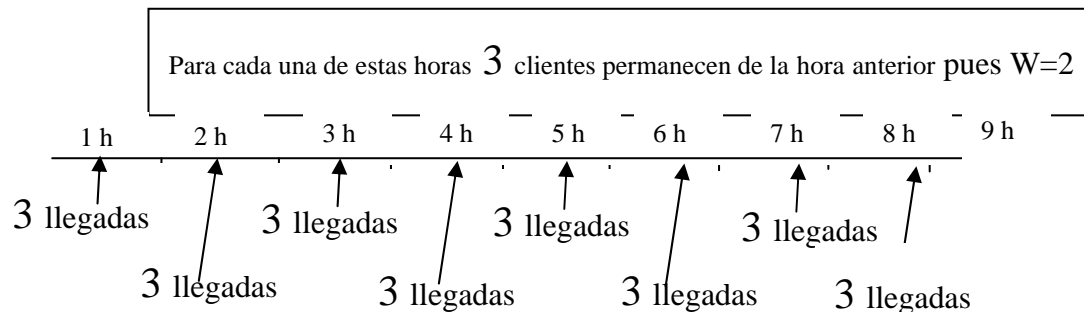 Para cada una de estas horas 3 clientes permanecen de la hora anterior pues W=2
1 h 2 h 3 h 4 h 5 h 6 h 7 h 8 h 9 h
3 llegadas 3 llegadas 3 llegadas 3 llegadas
3 llegadas 3 llegadas 3 llegadas 3 llegadas